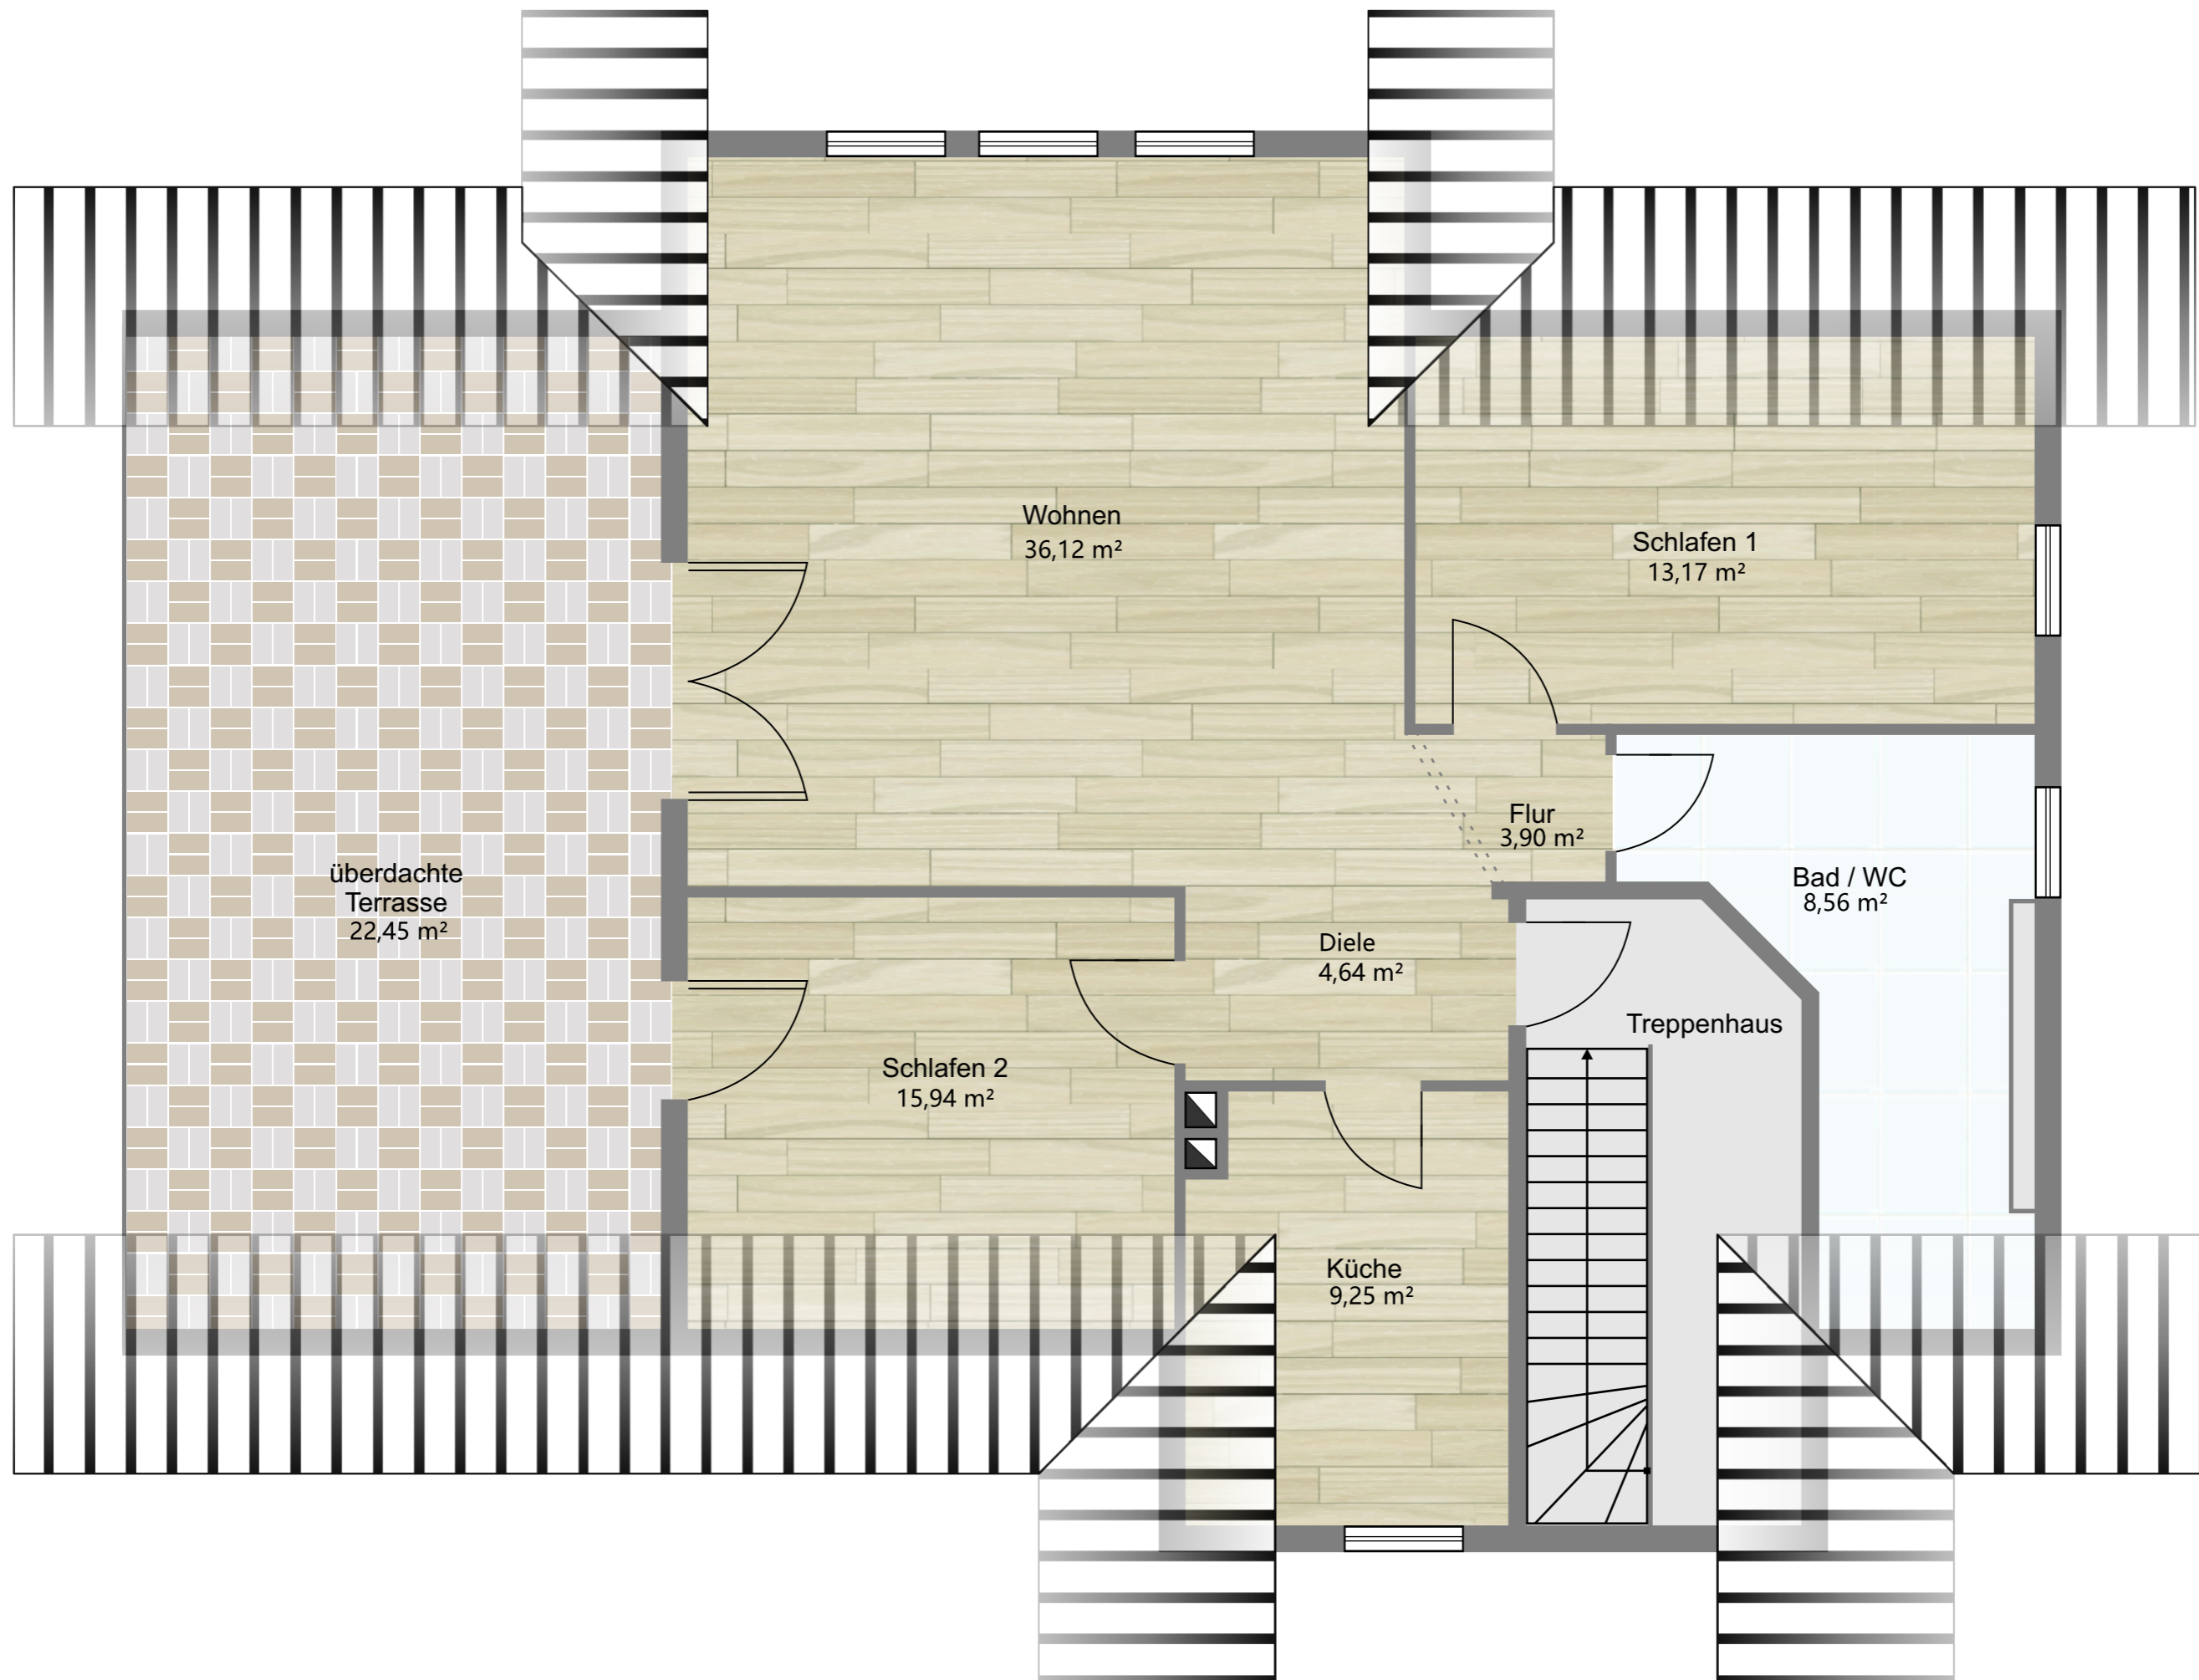 Wohnen
36,12 m²
Schlafen 1
13,17 m²
Flur
3,90 m²
überdachte
Terrasse
22,45 m²
Bad / WC
8,56 m²
Diele
4,64 m²
Treppenhaus
Schlafen 2
15,94 m²
Küche
9,25 m²